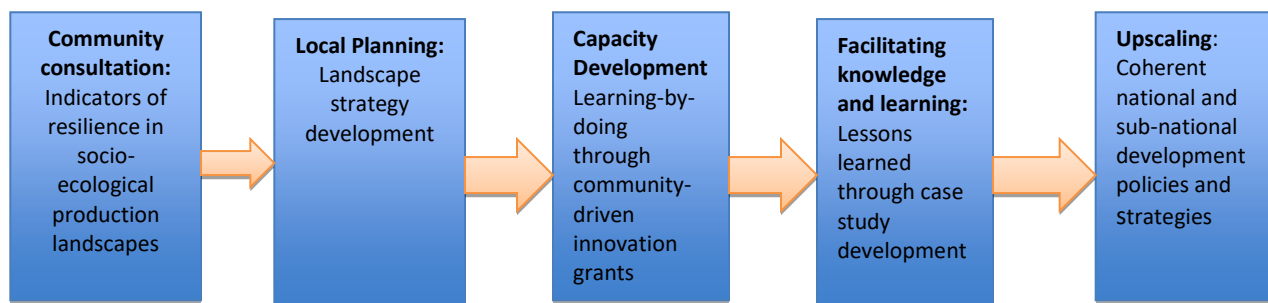 Community
consultation:
Indicators of
resilience in
socio-
ecological
production
landscapes
Local Planning:
Landscape
strategy
development
Capacity
Development
Learning-by-
doing
through
community-
driven
innovation
grants
Facilitating
knowledge
and learning:
Lessons
learned
through case
study
development
Upscaling:
Coherent
national and
sub-national
development
policies and
strategies